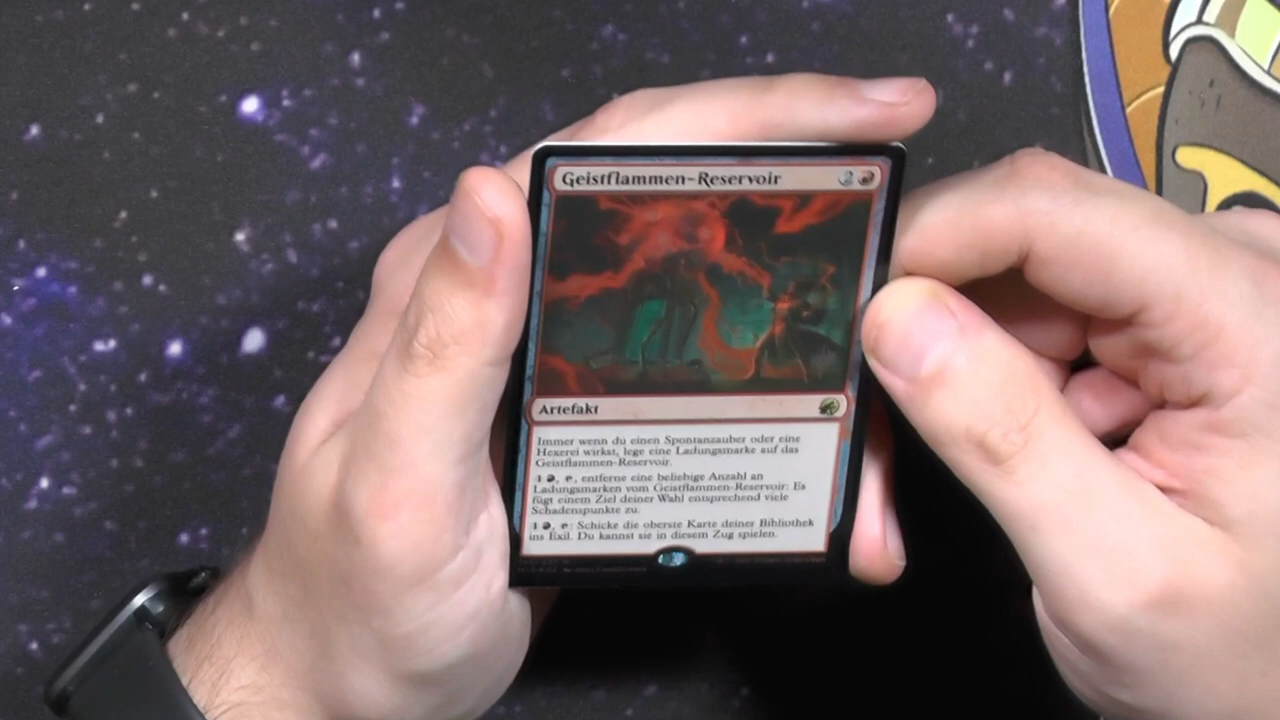 Geistflammen-Reservoir 2
Artefakt
Immer wenn du einen Spontanzauber oder eine
Hexerei wirkst, lege eine Ladungsmarke auf das
Geistflammen-Reservoir.
1 , , entferne eine beliebige Anzahl an
Ladungsmarken vom Geistflammen-Reservoir: Es
fügt einem Ziel deiner Wahl entsprechend viele
Schadenspunkte zu.
1 , : Schicke die oberste Karte deiner Bibliothek
ins Exil. Du kannst sie in diesem Zug spielen.